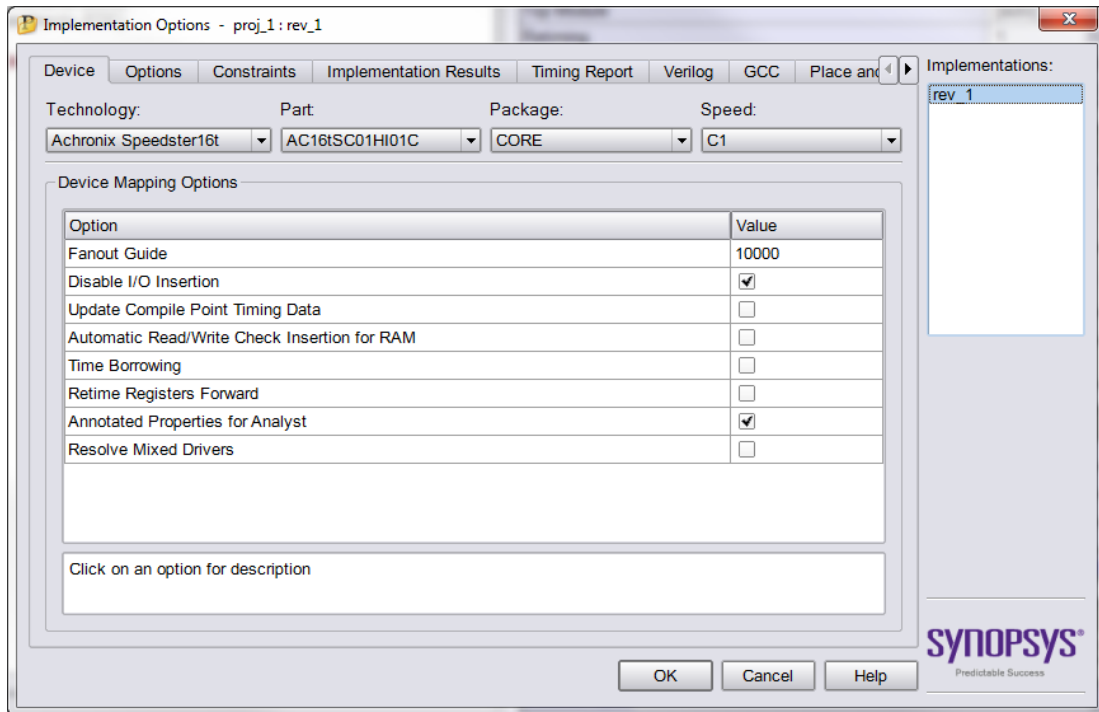 Implementation Options - proj_1 : rev_1
Device Options Constraints Implementation Results Timing Report Verilog GCC Place and
Implementations:
rev_1
Technology: Part: Package: Speed:
Achronix Speedster16t AC16tSC01HI01C CORE C1
Device Mapping Options
Option Value
Fanout Guide 10000
Disable I/O Insertion
Update Compile Point Timing Data
Automatic Read/Write Check Insertion for RAM
Time Borrowing
Retime Registers Forward
Annotated Properties for Analyst
Resolve Mixed Drivers
Click on an option for description
SYNOPSYS®
Predictable Success
OK Cancel Help